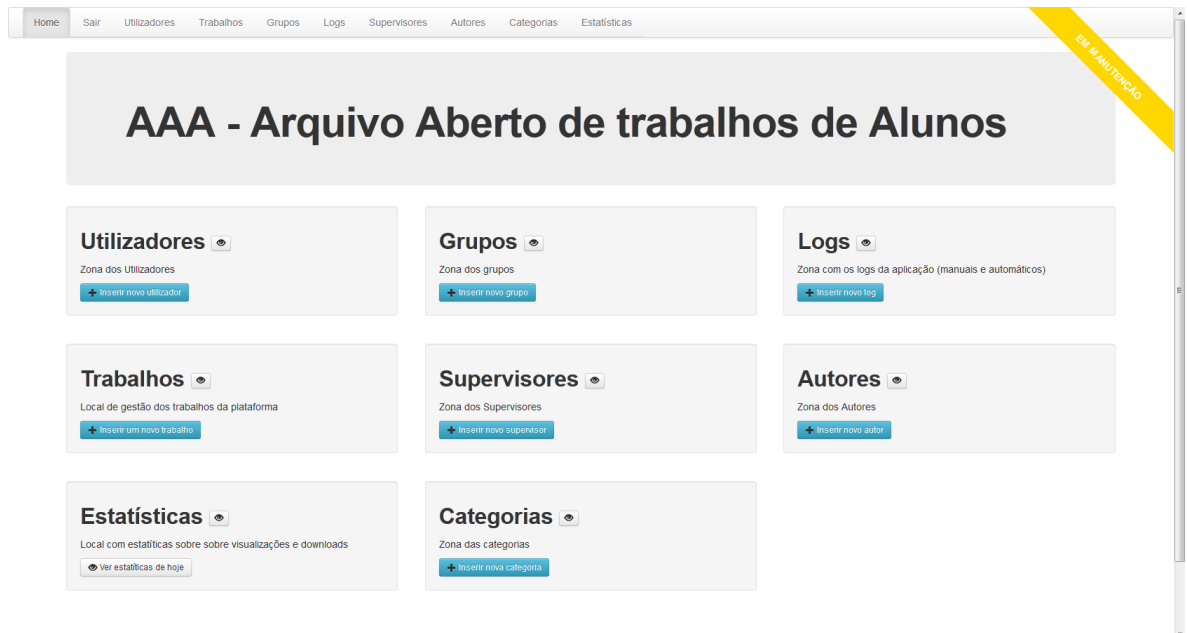 Home Sair Utilizadores Trabalhos Grupos Logs Supervisores Autores Categorias Estatísticas
EM MANUTENÇÃO
AAA - Arquivo Aberto de trabalhos de Alunos
Utilizadores
Zona dos Utilizadores
Inserir novo utilizador
Grupos
Zona dos grupos
Inserir novo grupo
Logs
Zona com os logs da aplicação (manuais e automáticos)
Inserir novo log
Trabalhos
Local de gestão dos trabalhos da plataforma
Inserir um novo trabalho
Supervisores
Zona dos Supervisores
Inserir novo supervisor
Autores
Zona dos Autores
Inserir novo autor
Estatísticas
Local com estatíticas sobre sobre visualizações e downloads
Ver estatíticas de hoje
Categorias
Zona das categorias
Inserir nova categoria